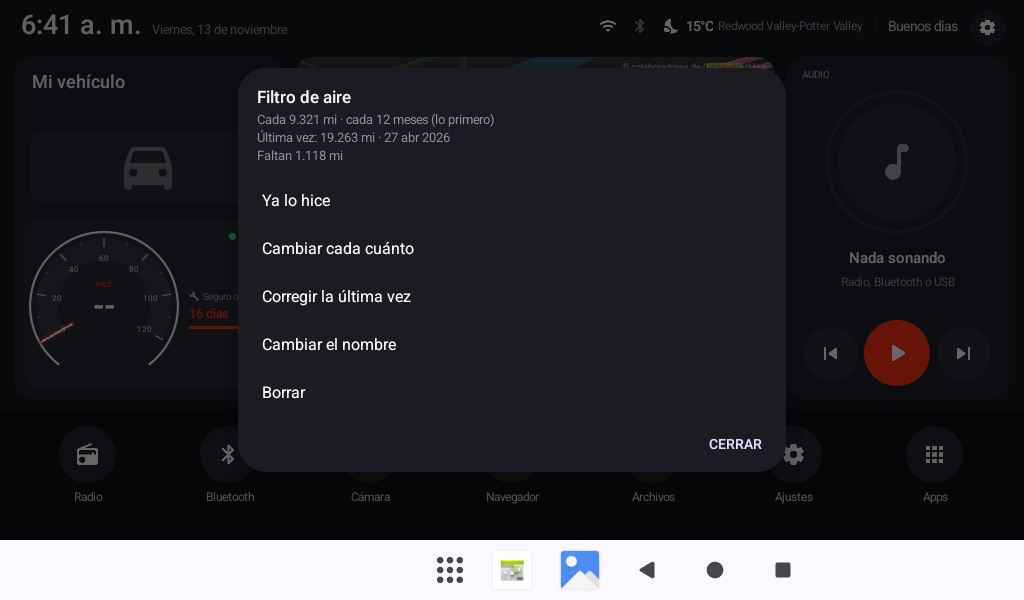 6:41 a. m.
Viernes, 13 de noviembre
15°C Redwood Valley-Potter Valley
Buenos días
Mi vehículo
© colaboradores de
AUDIO
Filtro de aire
Cada 9.321 mi · cada 12 meses (lo primero)
Última vez: 19.263 mi · 27 abr 2026
Faltan 1.118 mi
Ya lo hice
Cambiar cada cuánto
Corregir la última vez
Cambiar el nombre
Borrar
CERRAR
20
40
60
80
100
120
mph
--
Seguro
16 días
Nada sonando
Radio, Bluetooth o USB
Radio
Bluetooth
Cámara
Navegador
Archivos
Ajustes
Apps